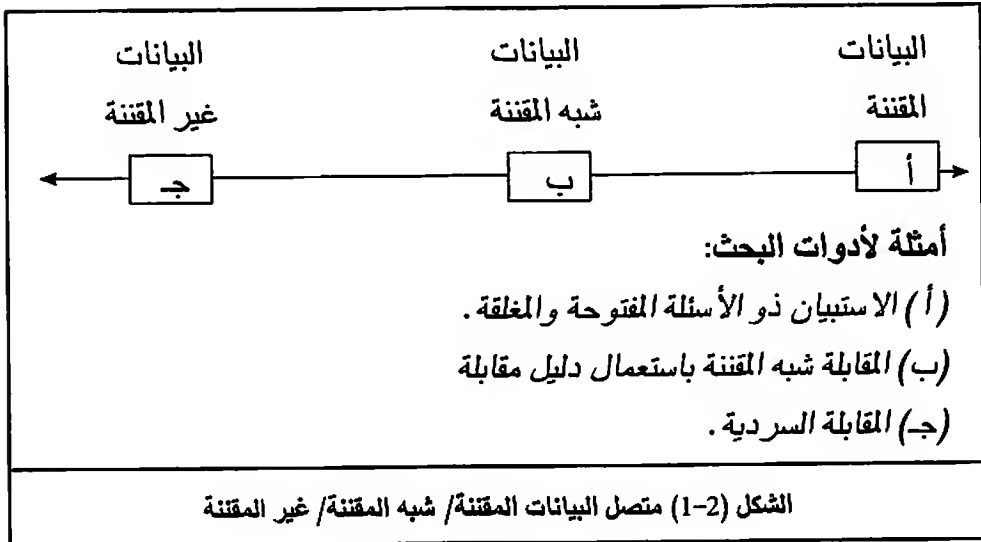 البيانات البيانات البيانات
المقننة شبه المقننة غير المقننة
أ ب جـ
أمثلة لأدوات البحث:
(أ) الاستبيان ذو الأسئلة المفتوحة والمغلقة.
(ب) المقابلة شبه المقننة باستعمال دليل مقابلة
(جـ) المقابلة السردية.
الشكل (2-1) متصل البيانات المقننة/ شبه المقننة/ غير المقننة